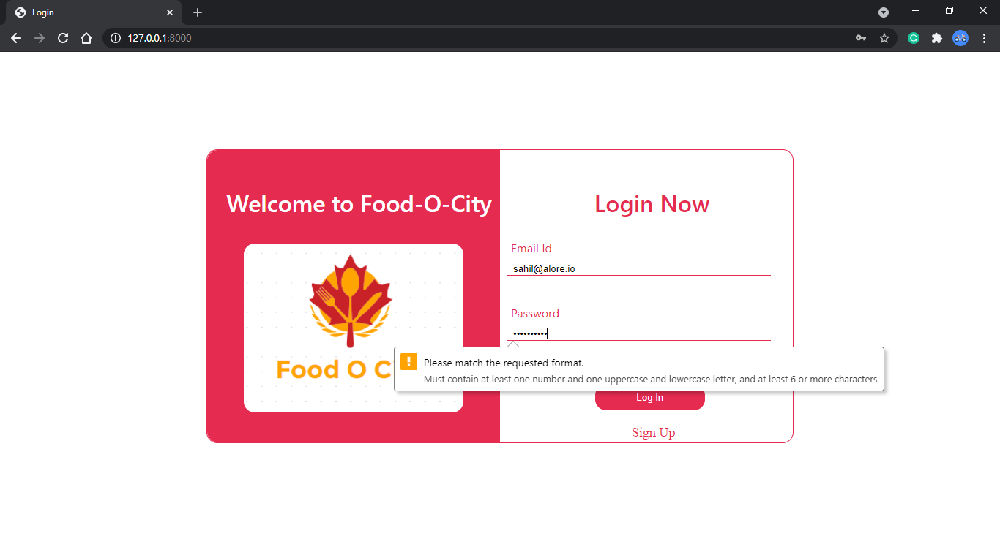 Login
127.0.0.1:8000
Welcome to Food-O-City
Food O C
Login Now
Email Id
sahil@alore.io
Password
••••••••••
Please match the requested format.
Must contain at least one number and one uppercase and lowercase letter, and at least 6 or more characters
Log In
Sign Up